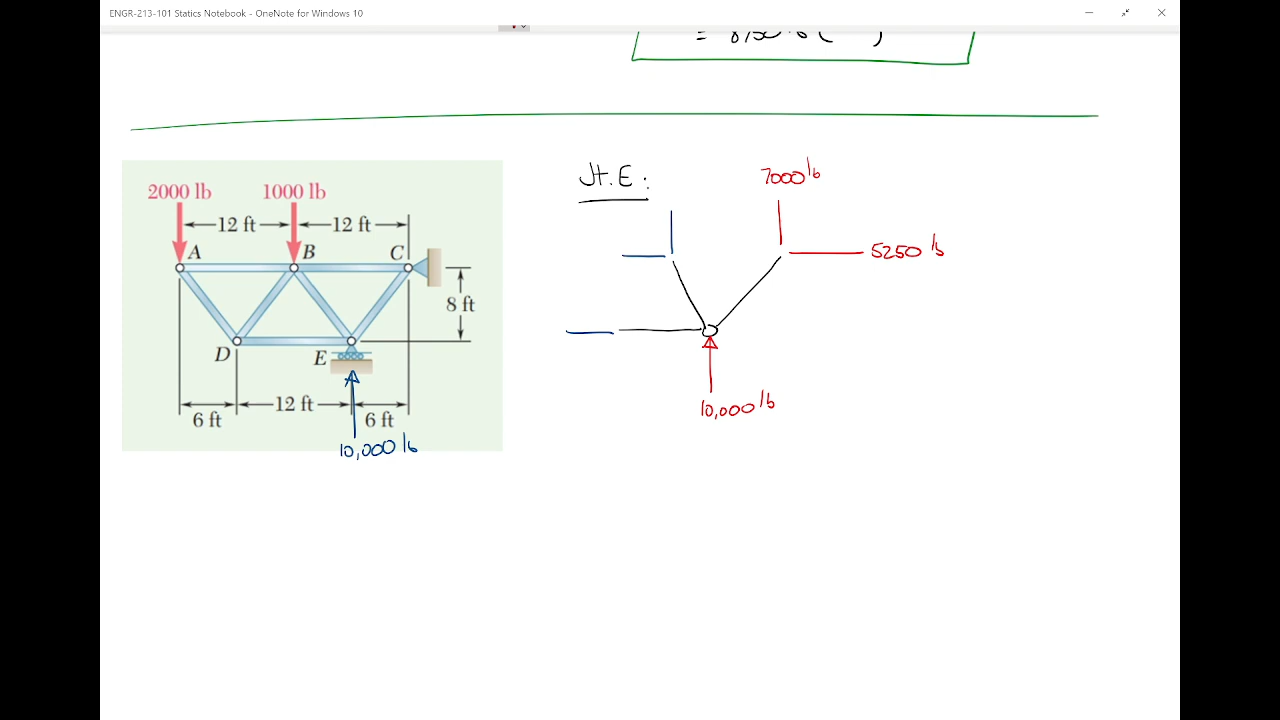 ENGR-213-101 Statics Notebook - OneNote for Windows 10
2000 lb
1000 lb
12 ft
12 ft
A
B
C
8 ft
D
E
12 ft
6 ft
6 ft
10,000 lb
Jt. E:
7000 lb
5250 lb
10,000 lb